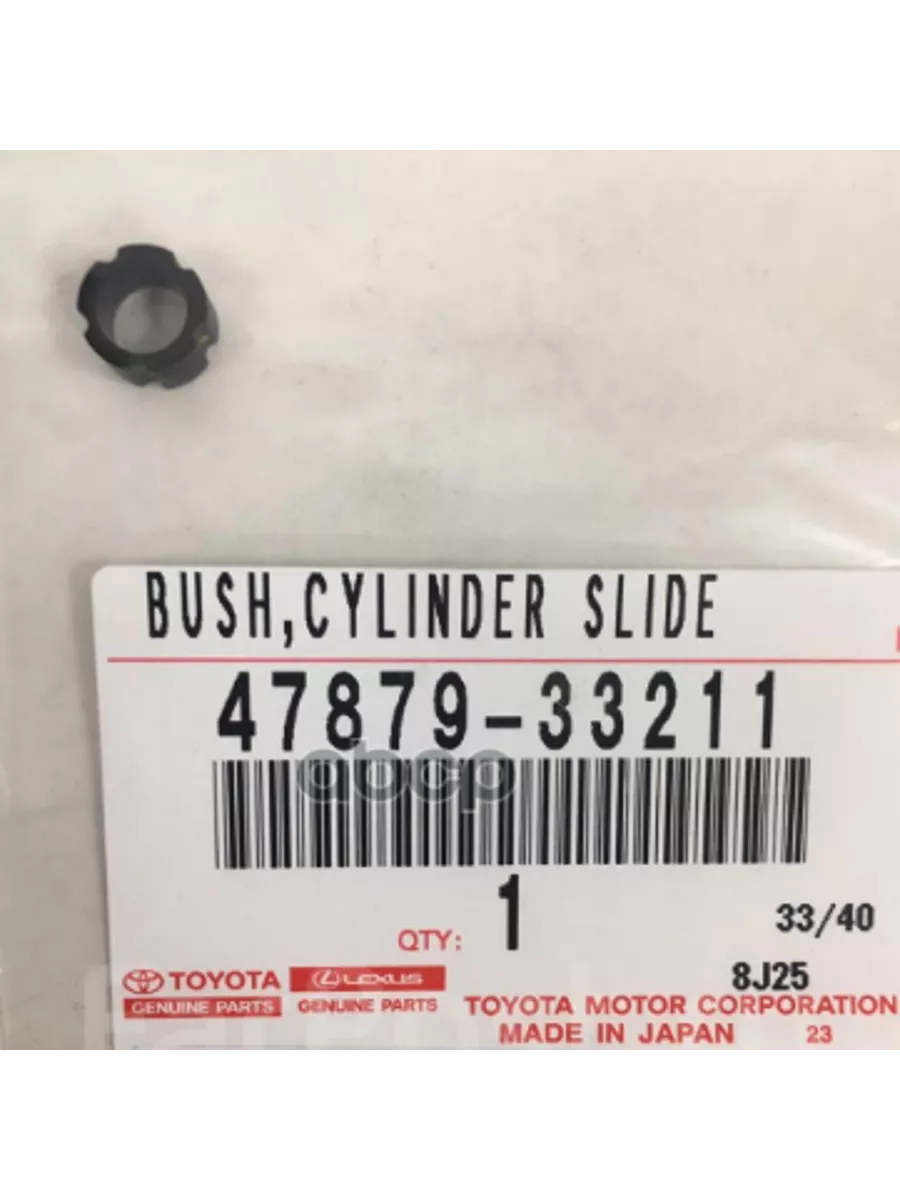 BUSH,CYLINDER SLIDE
47879-33211
abcp
QTY: 1
33/40
8J25
TOYOTA
LEXUS
GENUINE PARTS
GENUINE PARTS
TOYOTA MOTOR CORPORATION
MADE IN JAPAN 23